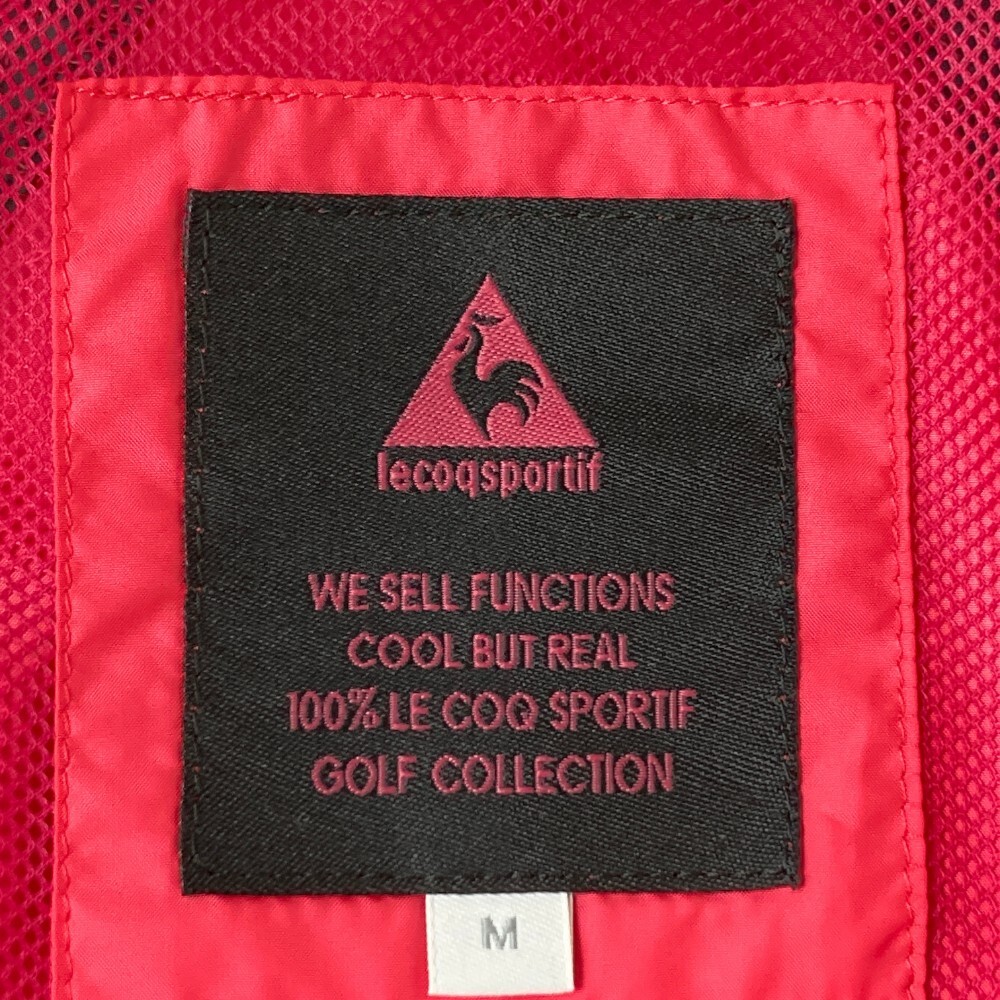 lecoqsportif
WE SELL FUNCTIONS
COOL BUT REAL
100% LE COQ SPORTIF
GOLF COLLECTION
M